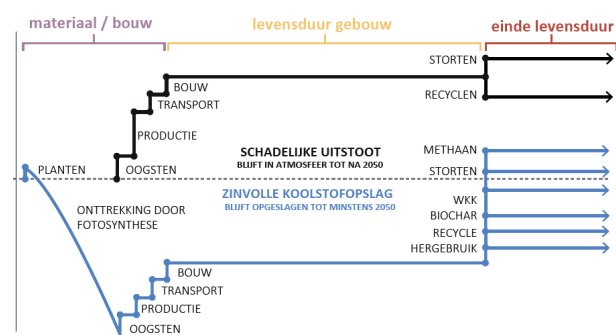 materiaal / bouw
levensduur gebouw
einde levensduur
STORTEN
BOUW
TRANSPORT
RECYCLEN
PRODUCTIE
SCHADELIJKE UITSTOOT
BLIJFT IN ATMOSFEER TOT NA 2050
METHAAN
PLANTEN
OOGSTEN
STORTEN
ZINVOLLE KOOLSTOFOPSLAG
BLIJFT OPGESLAGEN TOT MINSTENS 2050
WKK
ONTTREKKING DOOR
FOTOSYNTHESE
BIOCHAR
RECYCLE
HERGEBRUIK
BOUW
TRANSPORT
PRODUCTIE
OOGSTEN